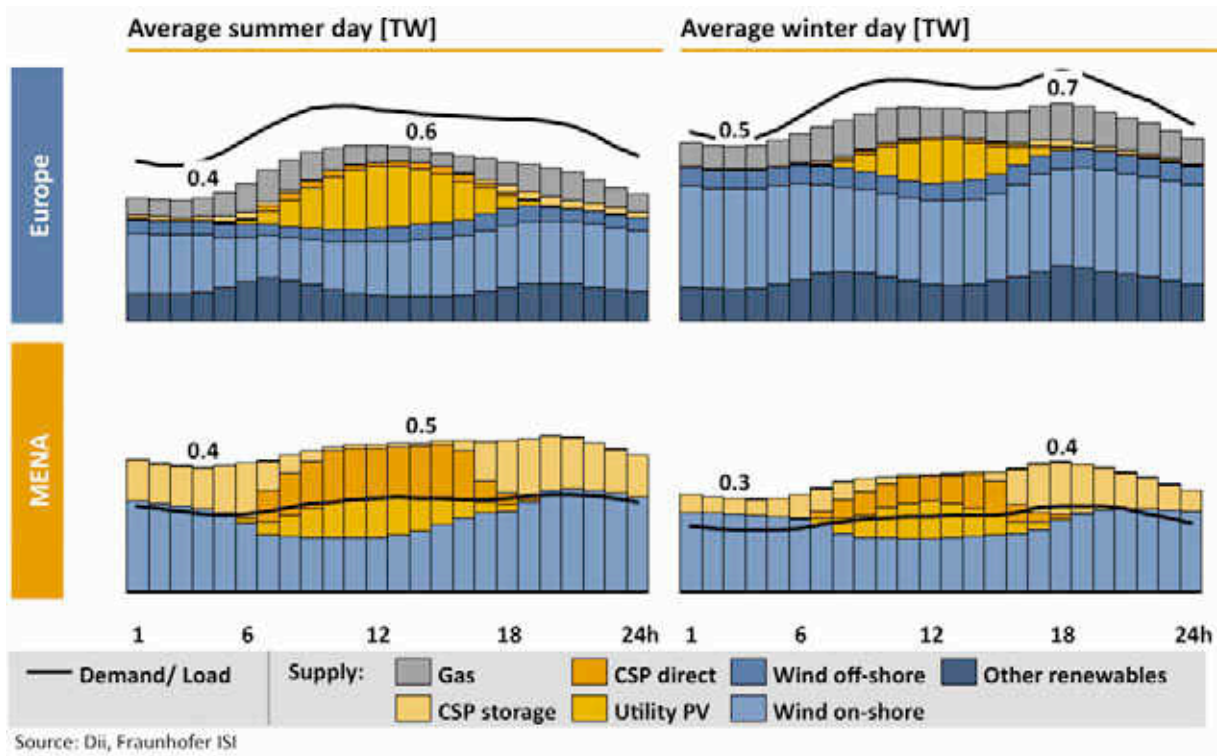 Average summer day [TW]
Average winter day [TW]
Europe
0.4
0.6
0.5
0.7
MENA
0.4
0.5
0.3
0.4
1 6 12 18 24h
1 6 12 18 24h
Demand/ Load
Supply:
Gas
CSP direct
Wind off-shore
Other renewables
CSP storage
Utility PV
Wind on-shore
Source: Dii, Fraunhofer ISI